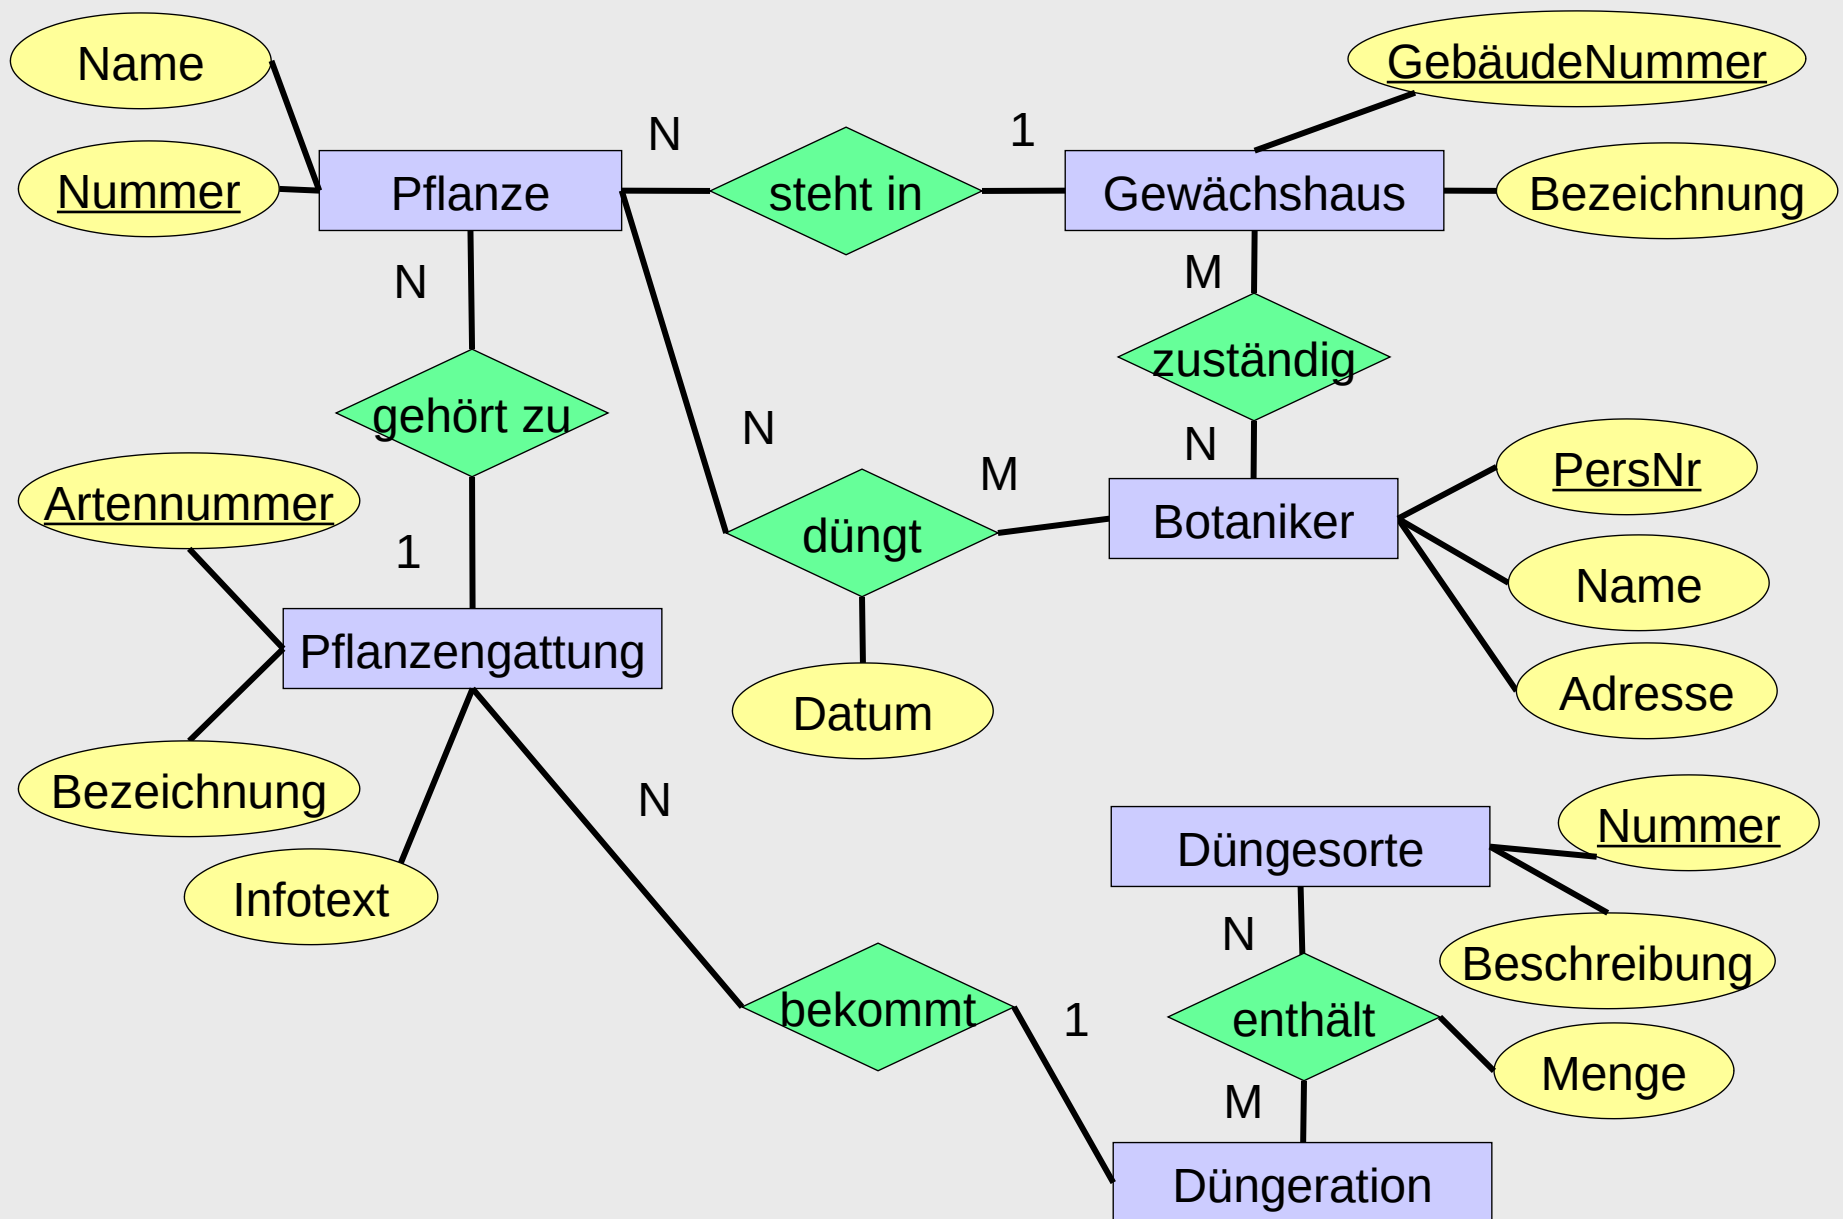 Name
GebäudeNummer
N
1
Nummer
Pflanze
steht in
Gewächshaus
Bezeichnung
N
M
zuständig
gehört zu
N
N
M
PersNr
Artennummer
düngt
Botaniker
1
Name
Pflanzengattung
Adresse
Datum
Bezeichnung
N
Düngesorte
Nummer
Infotext
N
Beschreibung
bekommt
1
enthält
Menge
M
Düngeration